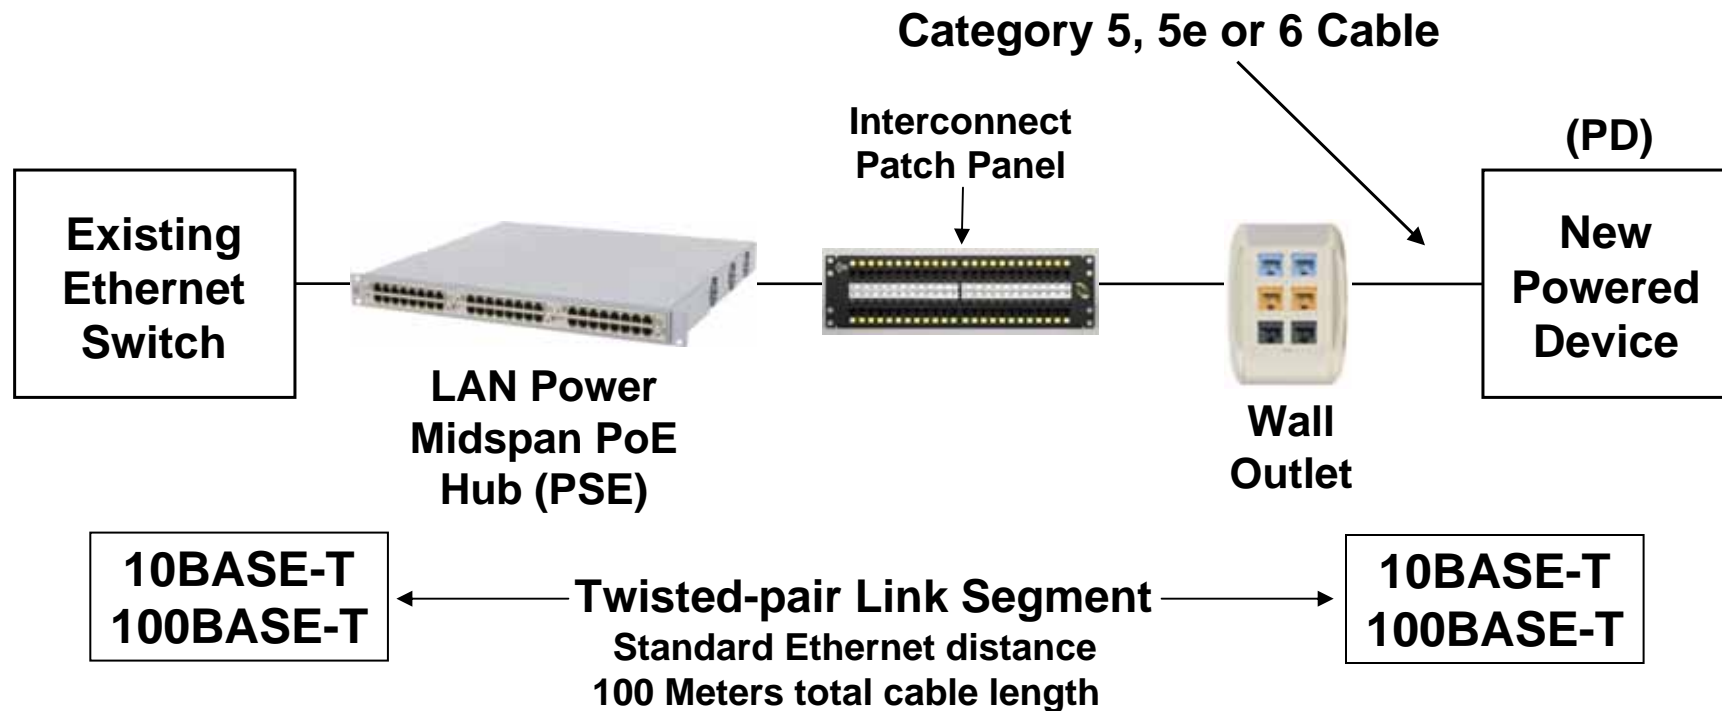 Category 5, 5e or 6 Cable
Interconnect
Patch Panel
(PD)
Existing
Ethernet
Switch
New
Powered
Device
LAN Power
Midspan PoE
Hub (PSE)
Wall
Outlet
10BASE-T
100BASE-T
Twisted-pair Link Segment
Standard Ethernet distance
100 Meters total cable length
10BASE-T
100BASE-T